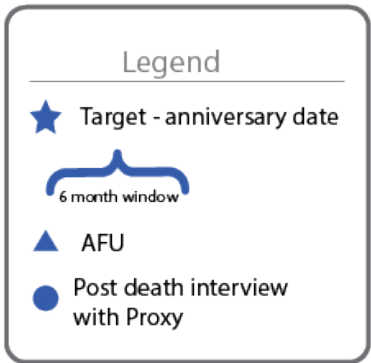 Legend
Target - anniversary date
6 month window
AFU
Post death interview
with Proxy